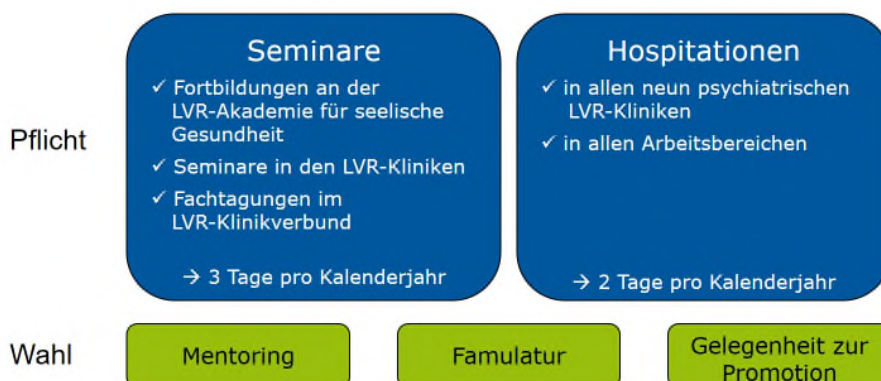 Pflicht
Seminare
✓ Fortbildungen an der
LVR-Akademie für seelische
Gesundheit
✓ Seminare in den LVR-Kliniken
✓ Fachtagungen im
LVR-Klinikverbund
→ 3 Tage pro Kalenderjahr
Hospitationen
✓ in allen neun psychiatrischen
LVR-Kliniken
✓ in allen Arbeitsbereichen
→ 2 Tage pro Kalenderjahr
Wahl
Mentoring
Famulatur
Gelegenheit zur
Promotion